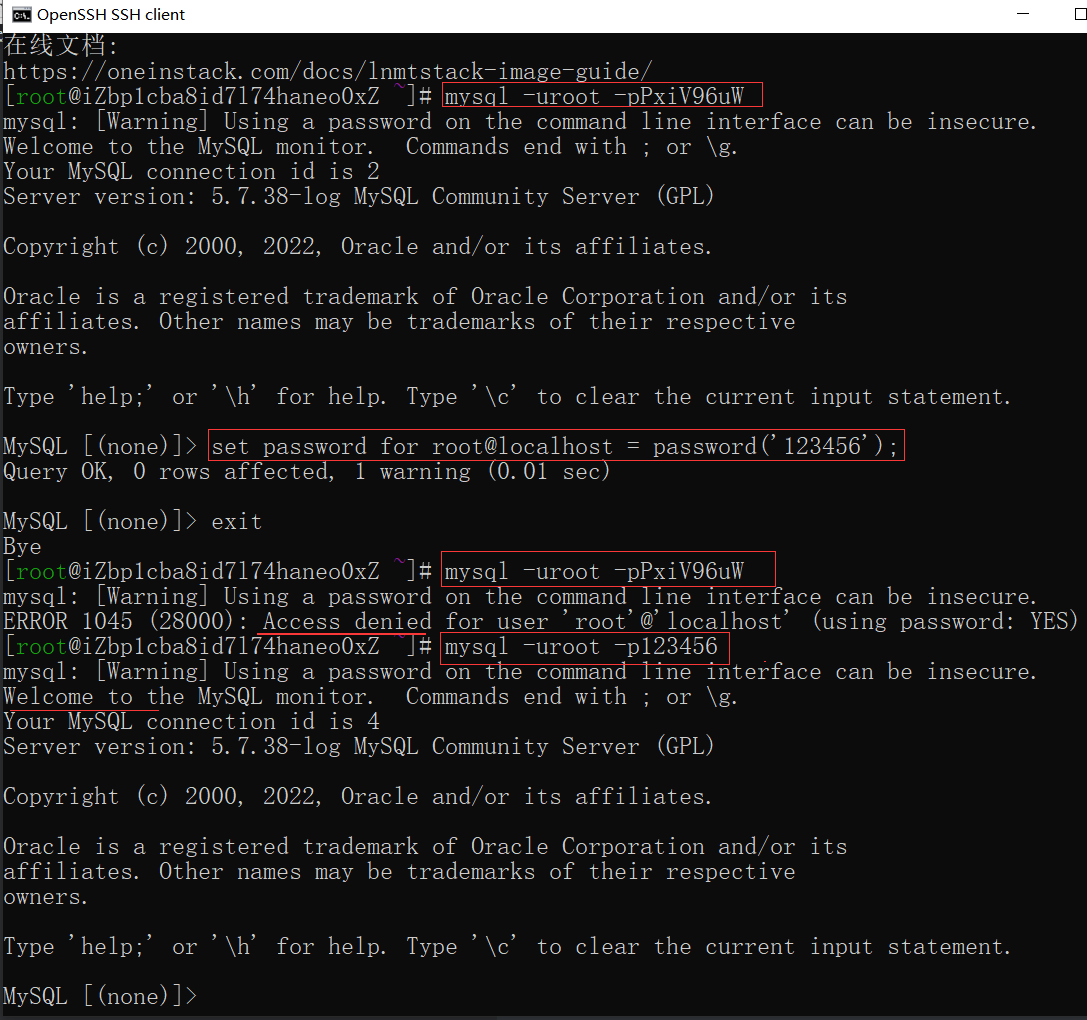 OpenSSH SSH client
在线文档:
https://oneinstack.com/docs/lnmtstack-image-guide/
[root@iZbp1cba8id7l74haneo0xZ ~]# mysql -uroot -pPxiV96uW
mysql: [Warning] Using a password on the command line interface can be insecure.
Welcome to the MySQL monitor.  Commands end with ; or \g.
Your MySQL connection id is 2
Server version: 5.7.38-log MySQL Community Server (GPL)
Copyright (c) 2000, 2022, Oracle and/or its affiliates.
Oracle is a registered trademark of Oracle Corporation and/or its
affiliates. Other names may be trademarks of their respective
owners.
Type 'help;' or '\h' for help. Type '\c' to clear the current input statement.
MySQL [(none)]> set password for root@localhost = password('123456');
Query OK, 0 rows affected, 1 warning (0.01 sec)
MySQL [(none)]> exit
Bye
[root@iZbp1cba8id7l74haneo0xZ ~]# mysql -uroot -pPxiV96uW
mysql: [Warning] Using a password on the command line interface can be insecure.
ERROR 1045 (28000): Access denied for user 'root'@'localhost' (using password: YES)
[root@iZbp1cba8id7l74haneo0xZ ~]# mysql -uroot -p123456
mysql: [Warning] Using a password on the command line interface can be insecure.
Welcome to the MySQL monitor.  Commands end with ; or \g.
Your MySQL connection id is 4
Server version: 5.7.38-log MySQL Community Server (GPL)
Copyright (c) 2000, 2022, Oracle and/or its affiliates.
Oracle is a registered trademark of Oracle Corporation and/or its
affiliates. Other names may be trademarks of their respective
owners.
Type 'help;' or '\h' for help. Type '\c' to clear the current input statement.
MySQL [(none)]>